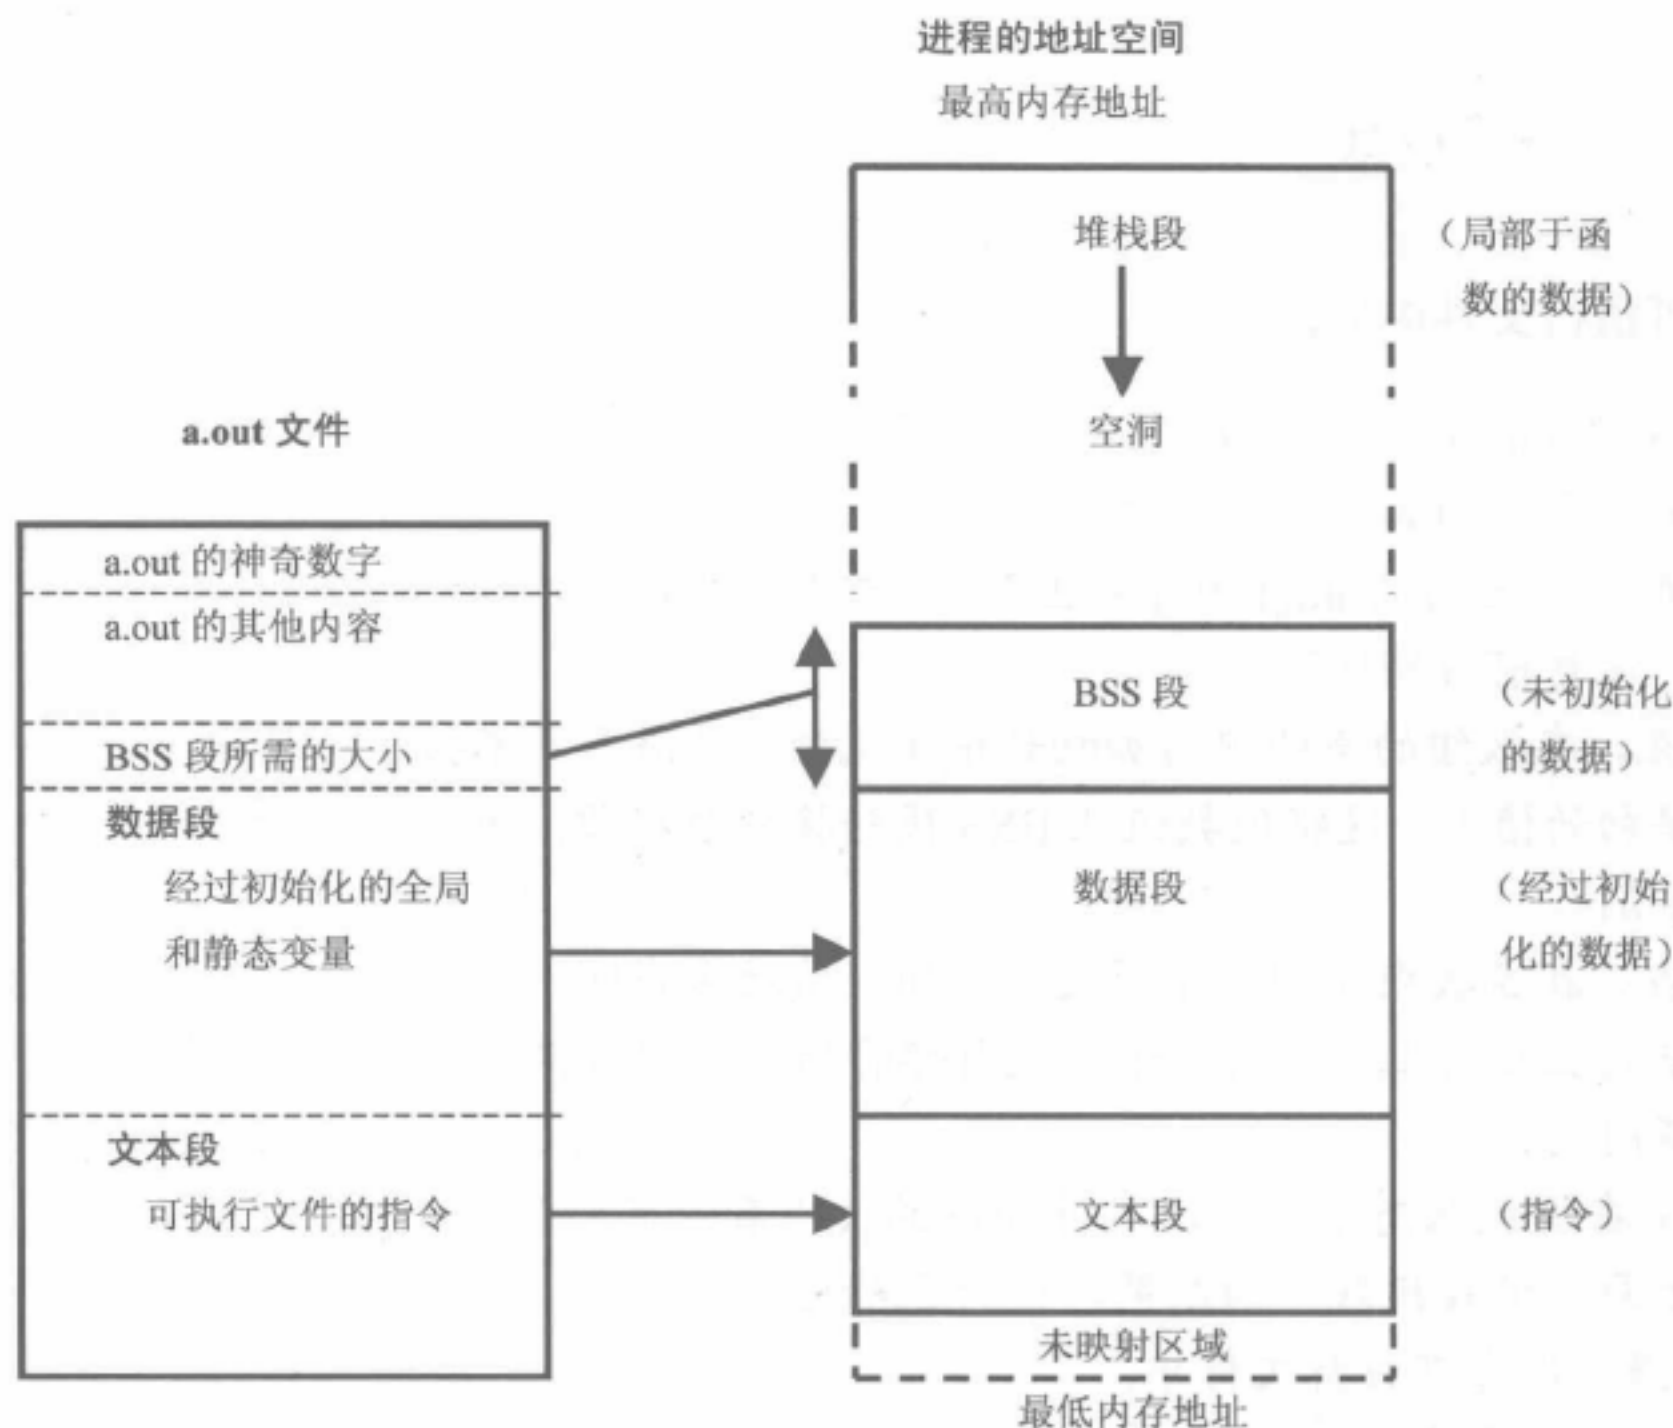 进程的地址空间
最高内存地址
堆栈段
（局部于函
数的数据）
空洞
a.out 文件
a.out 的神奇数字
a.out 的其他内容
BSS 段所需的大小
数据段
经过初始化的全局
和静态变量
文本段
可执行文件的指令
BSS 段
（未初始化
的数据）
数据段
（经过初始
化的数据）
文本段
（指令）
未映射区域
最低内存地址